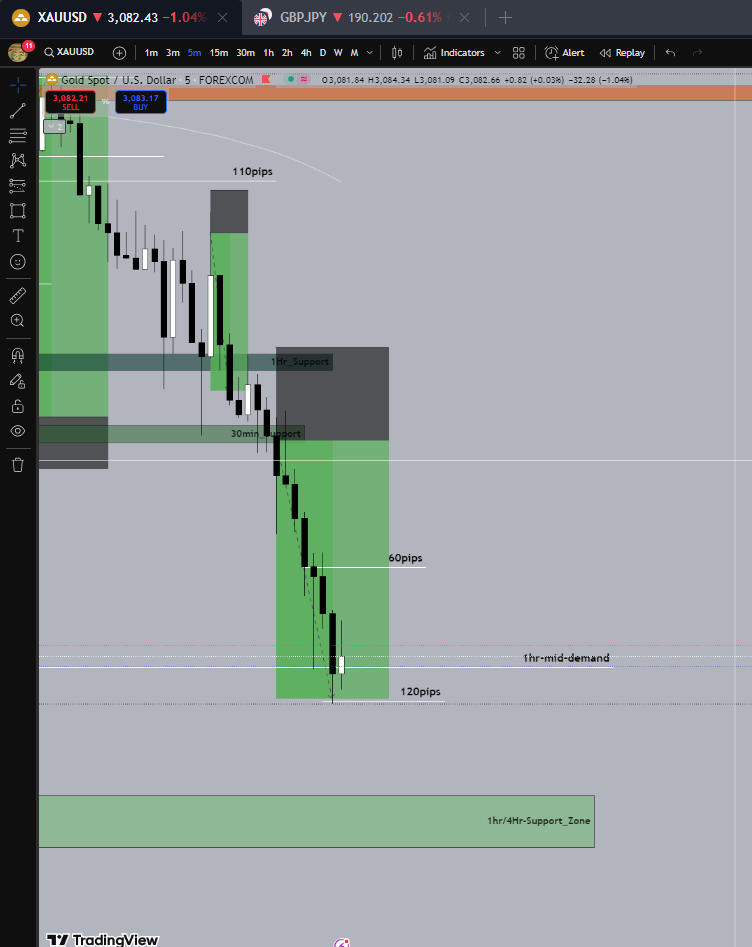 XAUUSD 3,082.43 −1.04% GBPJPY 190.202 −0.61%
11 XAUUSD 1m 3m 5m 15m 30m 1h 2h 4h D W M Indicators Alert Replay
Gold Spot / U.S. Dollar · 5 · FOREXCOM O3,081.84 H3,084.34 L3,081.09 C3,082.66 +0.82 (+0.03%) −32.28 (−1.04%)
3,082.21 SELL 96 3,083.17 BUY
2
110pips
1Hr_Support
30min_support
60pips
1hr-mid-demand
120pips
1hr/4Hr-Support_Zone
TradingView